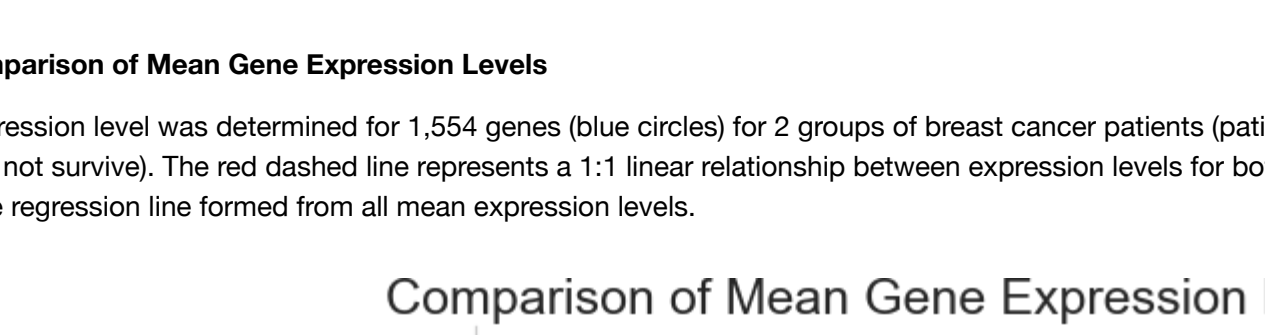 mparison of Mean Gene Expression Levels
ression level was determined for 1,554 genes (blue circles) for 2 groups of breast cancer patients (pati
not survive). The red dashed line represents a 1:1 linear relationship between expression levels for bo
e regression line formed from all mean expression levels.
Comparison of Mean Gene Expression